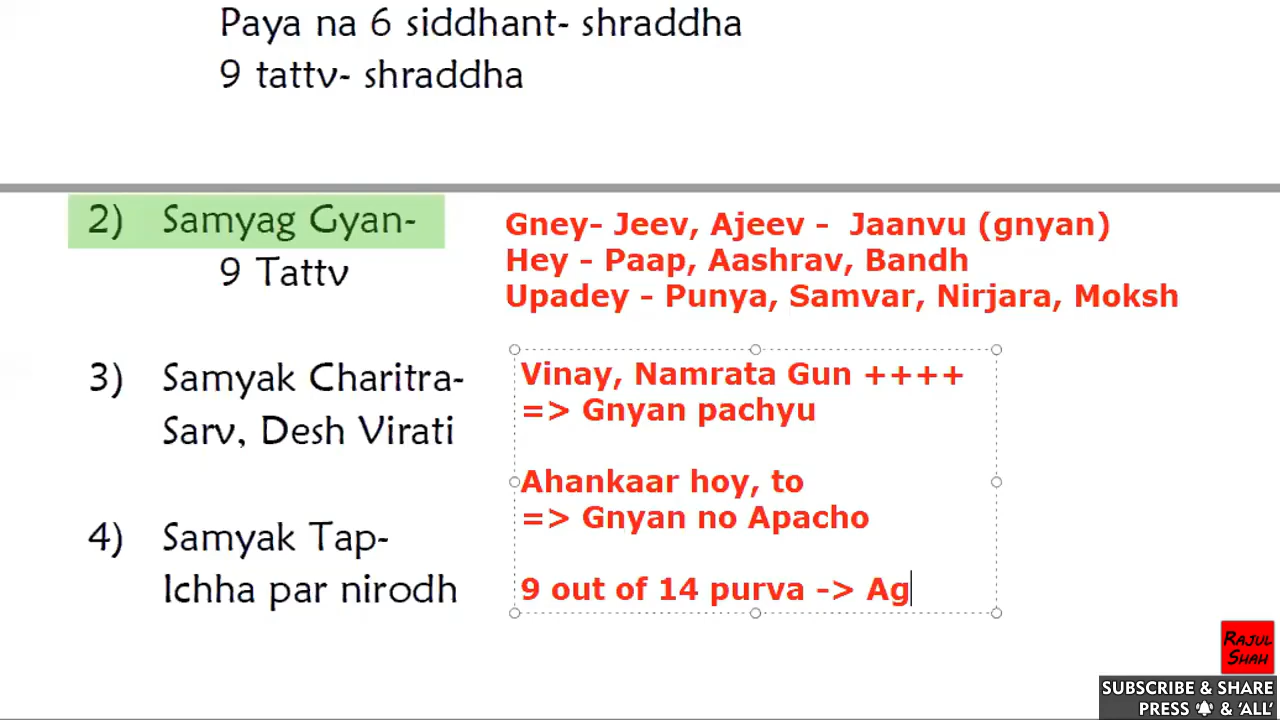 Paya na 6 siddhant- shraddha
9 tattv- shraddha
2) Samyag Gyan-
9 Tattv
Gney- Jeev, Ajeev - Jaanvu (gnyan)
Hey - Paap, Aashrav, Bandh
Upadey - Punya, Samvar, Nirjara, Moksh
3) Samyak Charitra-
Sarv, Desh Virati
4) Samyak Tap-
Ichha par nirodh
Vinay, Namrata Gun ++++
=> Gnyan pachyu
Ahankaar hoy, to
=> Gnyan no Apacho
9 out of 14 purva -> Ag
RAJUL
SHAH
SUBSCRIBE & SHARE
PRESS 🔔 & ‘ALL’